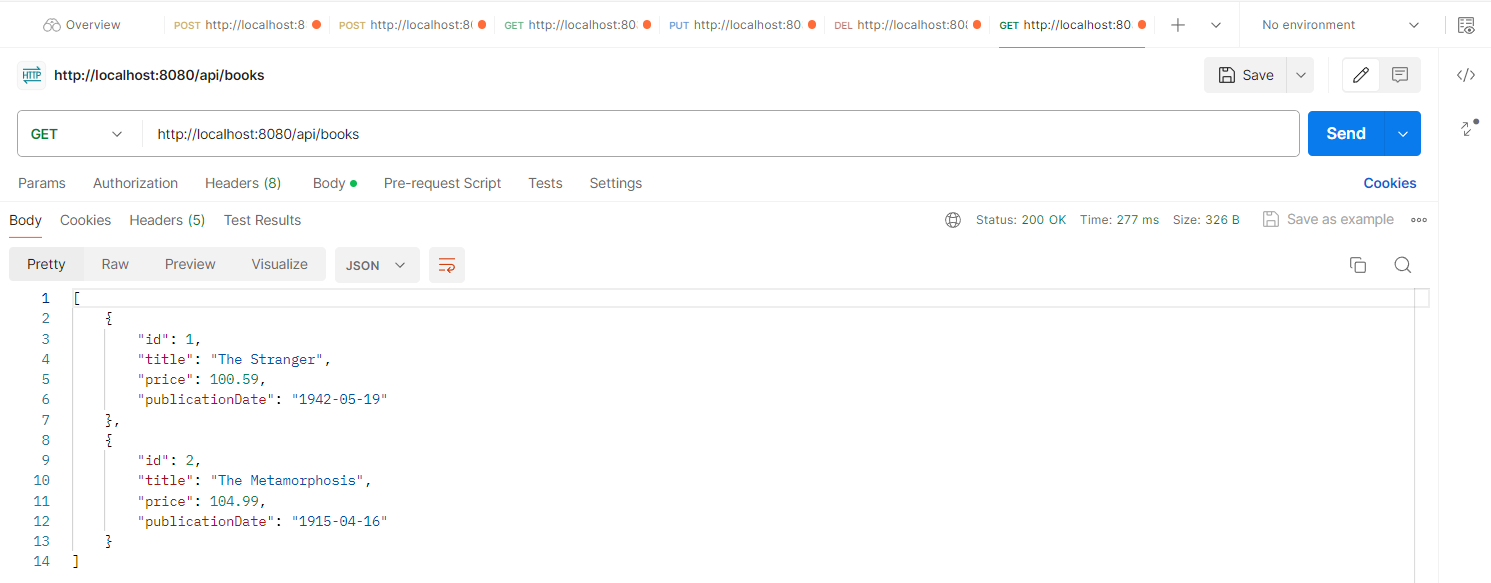 Overview POST http://localhost:8 POST http://localhost:8( GET http://localhost:80. PUT http://localhost:80 DEL http://localhost:808 GET http://localhost:80. No environment
HTTP http://localhost:8080/api/books Save </>
GET http://localhost:8080/api/books Send
Params Authorization Headers (8) Body Pre-request Script Tests Settings Cookies
Body Cookies Headers (5) Test Results Status: 200 OK Time: 277 ms Size: 326 B Save as example
Pretty Raw Preview Visualize JSON
1 [
2 {
3 "id": 1,
4 "title": "The Stranger",
5 "price": 100.59,
6 "publicationDate": "1942-05-19"
7 },
8 {
9 "id": 2,
10 "title": "The Metamorphosis",
11 "price": 104.99,
12 "publicationDate": "1915-04-16"
13 }
14 ]